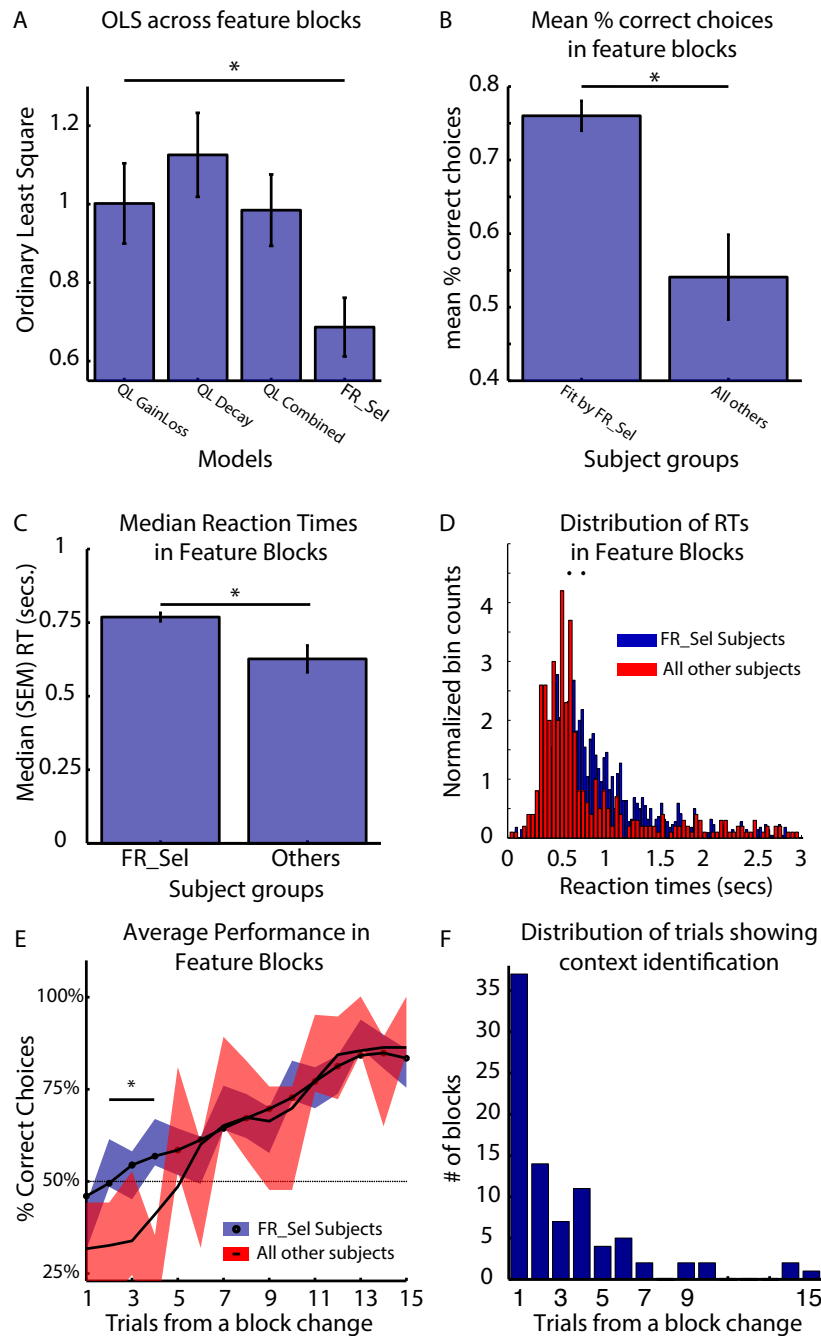 A
OLS across feature blocks
*
Ordinary Least Square
1.2
1
0.8
0.6
QL GainLoss
QL Decay
QL Combined
FR_Sel
Models
B
Mean % correct choices
in feature blocks
*
mean % correct choices
0.8
0.7
0.6
0.5
0.4
Fit by FR_Sel
All others
Subject groups
C
Median Reaction Times
in Feature Blocks
*
Median (SEM) RT (secs.)
1
0.75
0.5
0.25
0
FR_Sel
Others
Subject groups
D
Distribution of RTs
in Feature Blocks
Normalized bin counts
4
3
2
1
0
FR_Sel Subjects
All other subjects
0
0.5
1
1.5
2
2.5
3
Reaction times (secs)
E
Average Performance in
Feature Blocks
% Correct Choices
100%
75%
50%
25%
*
FR_Sel Subjects
All other subjects
1
3
5
7
9
11
13
15
Trials from a block change
F
Distribution of trials showing
context identification
# of blocks
35
30
25
20
15
10
5
0
1
3
5
7
9
15
Trials from a block change